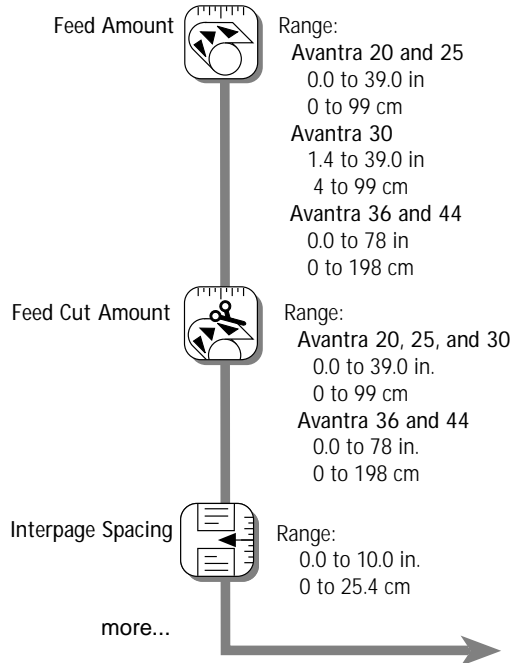 Feed Amount
Range:
Avantra 20 and 25
0.0 to 39.0 in
0 to 99 cm
Avantra 30
1.4 to 39.0 in
4 to 99 cm
Avantra 36 and 44
0.0 to 78 in
0 to 198 cm
Feed Cut Amount
Range:
Avantra 20, 25, and 30
0.0 to 39.0 in.
0 to 99 cm
Avantra 36 and 44
0.0 to 78 in.
0 to 198 cm
Interpage Spacing
Range:
0.0 to 10.0 in.
0 to 25.4 cm
more...